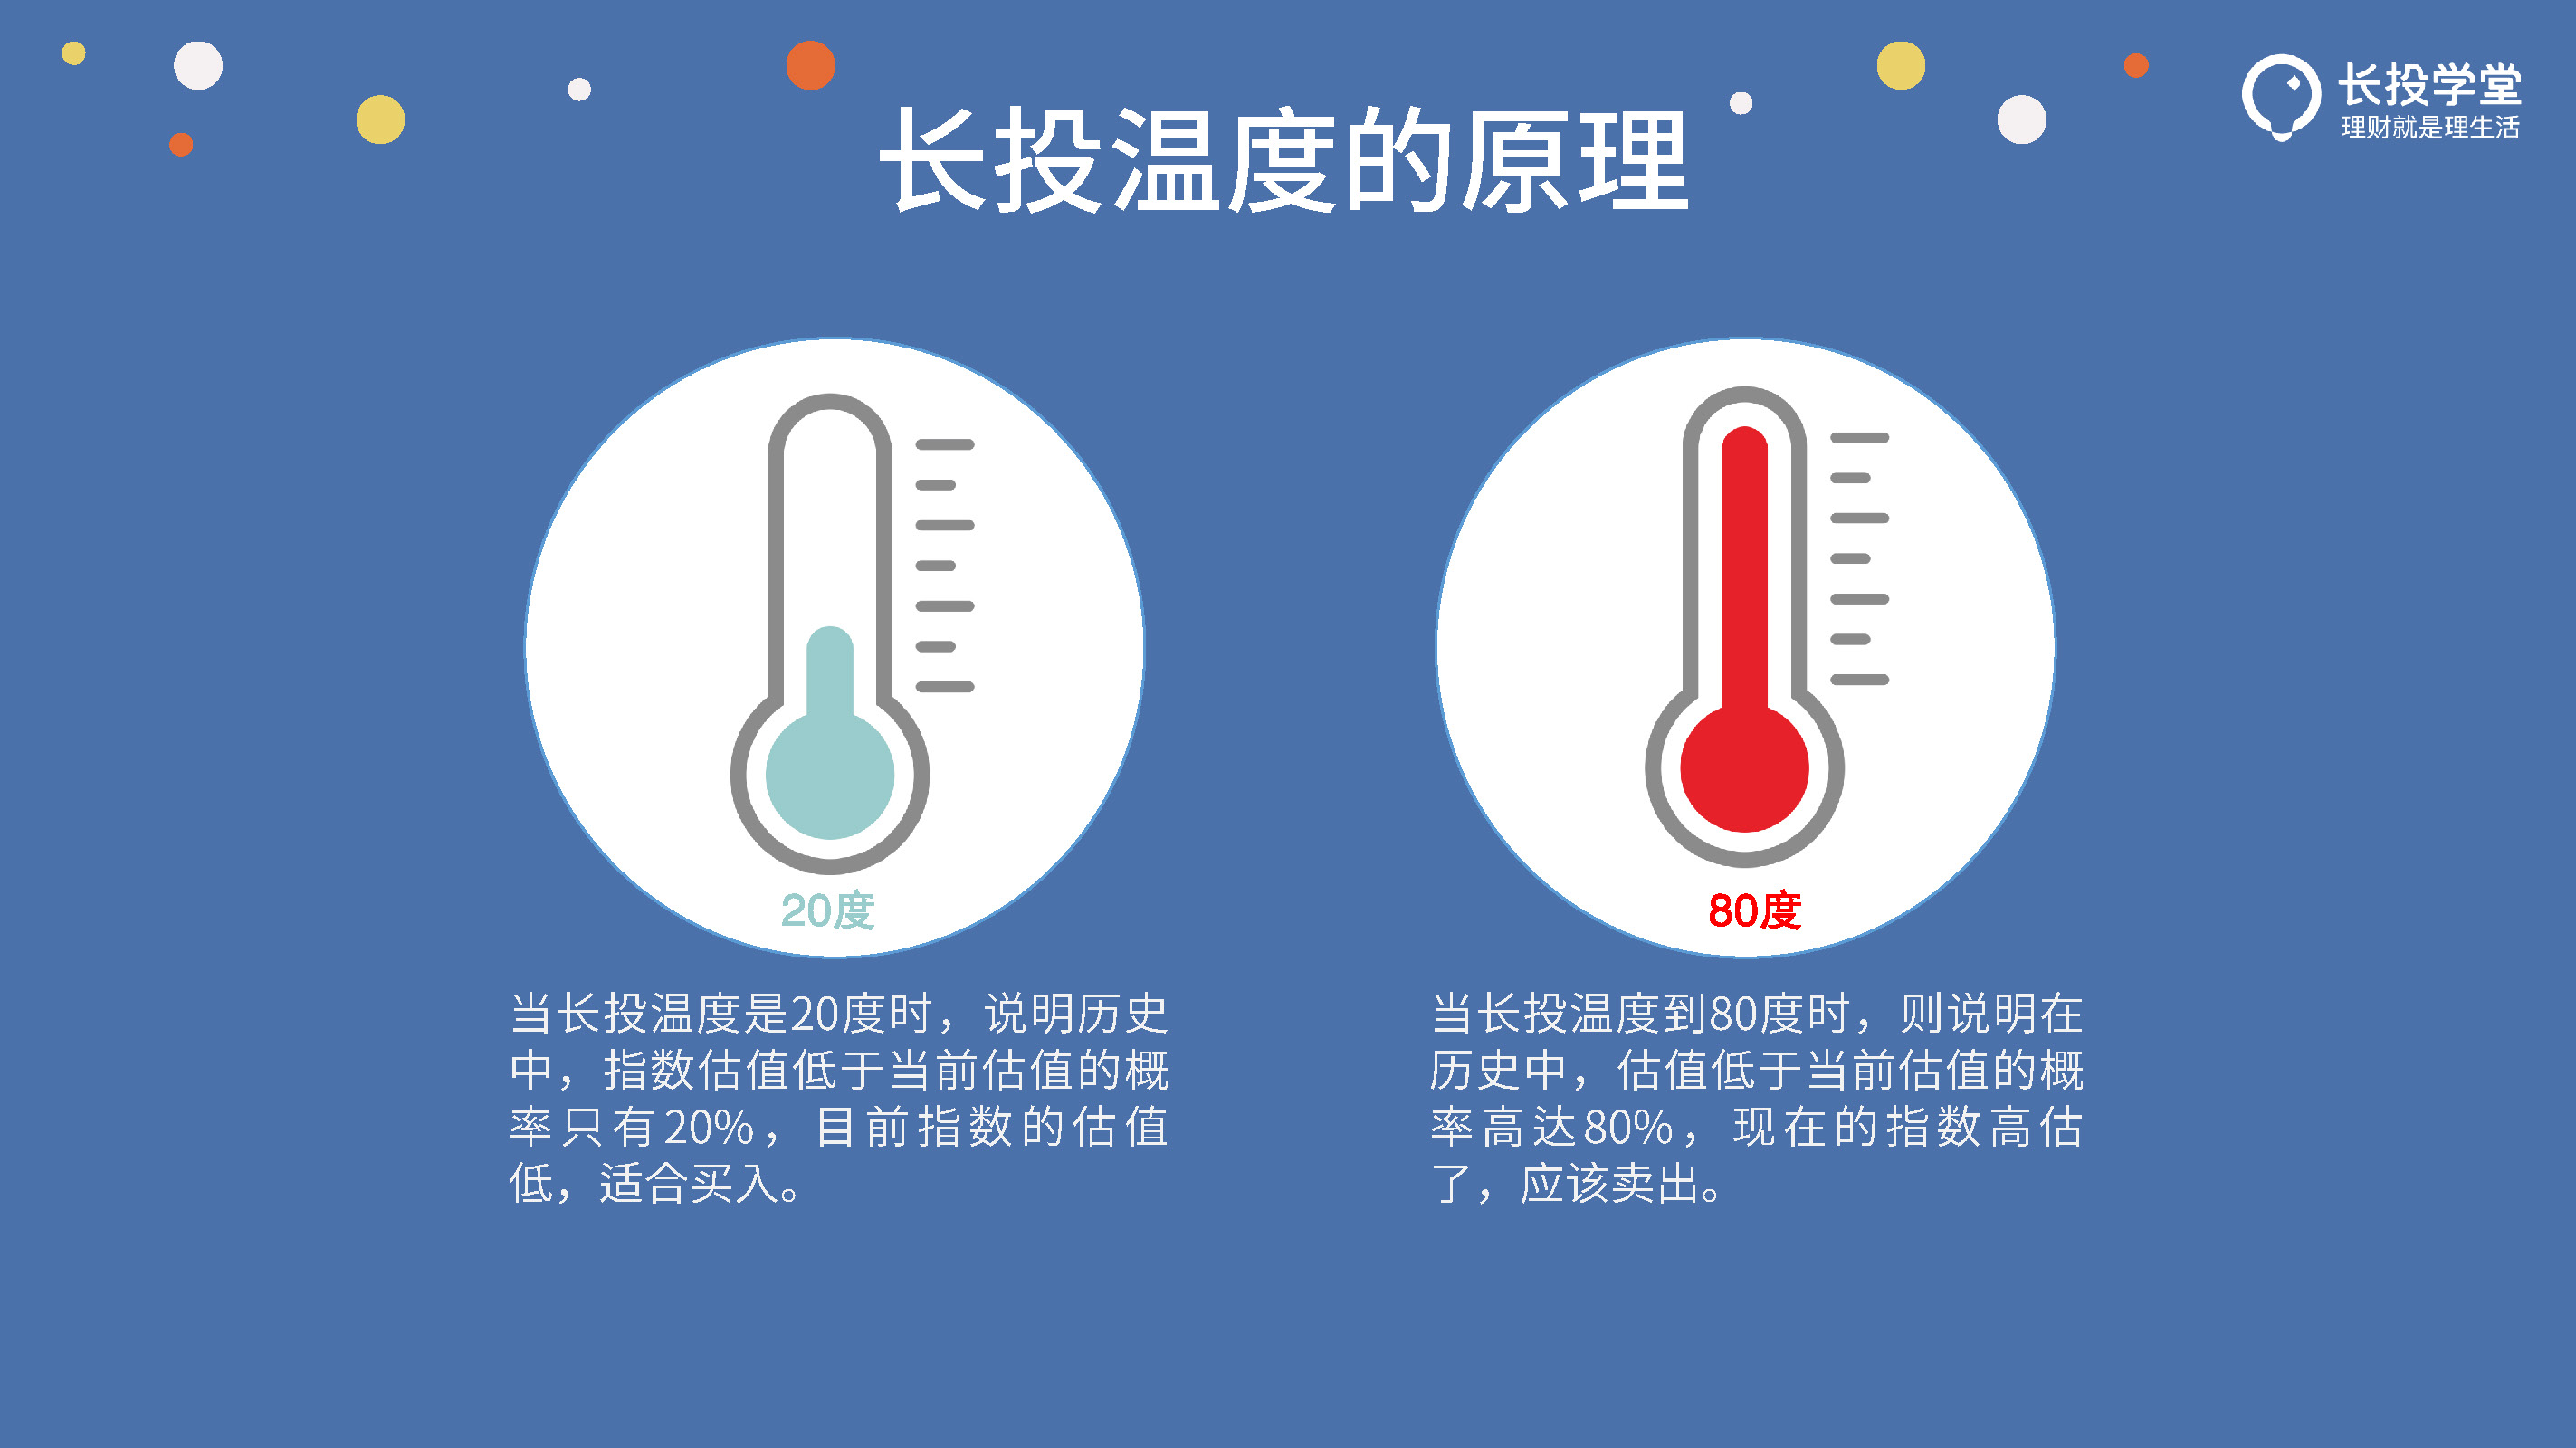 长投学堂
理财就是理生活
长投温度的原理
20度
当长投温度是20度时，说明历史
中，指数估值低于当前估值的概
率只有20%，目前指数的估值
低，适合买入。
80度
当长投温度到80度时，则说明在
历史中，估值低于当前估值的概
率高达80%，现在的指数高估
了，应该卖出。